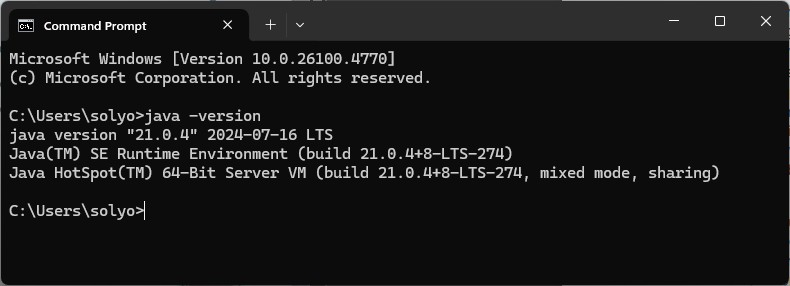 Command Prompt
Microsoft Windows [Version 10.0.26100.4770]
(c) Microsoft Corporation. All rights reserved.
C:\Users\solyo>java -version
java version "21.0.4" 2024-07-16 LTS
Java(TM) SE Runtime Environment (build 21.0.4+8-LTS-274)
Java HotSpot(TM) 64-Bit Server VM (build 21.0.4+8-LTS-274, mixed mode, sharing)
C:\Users\solyo>